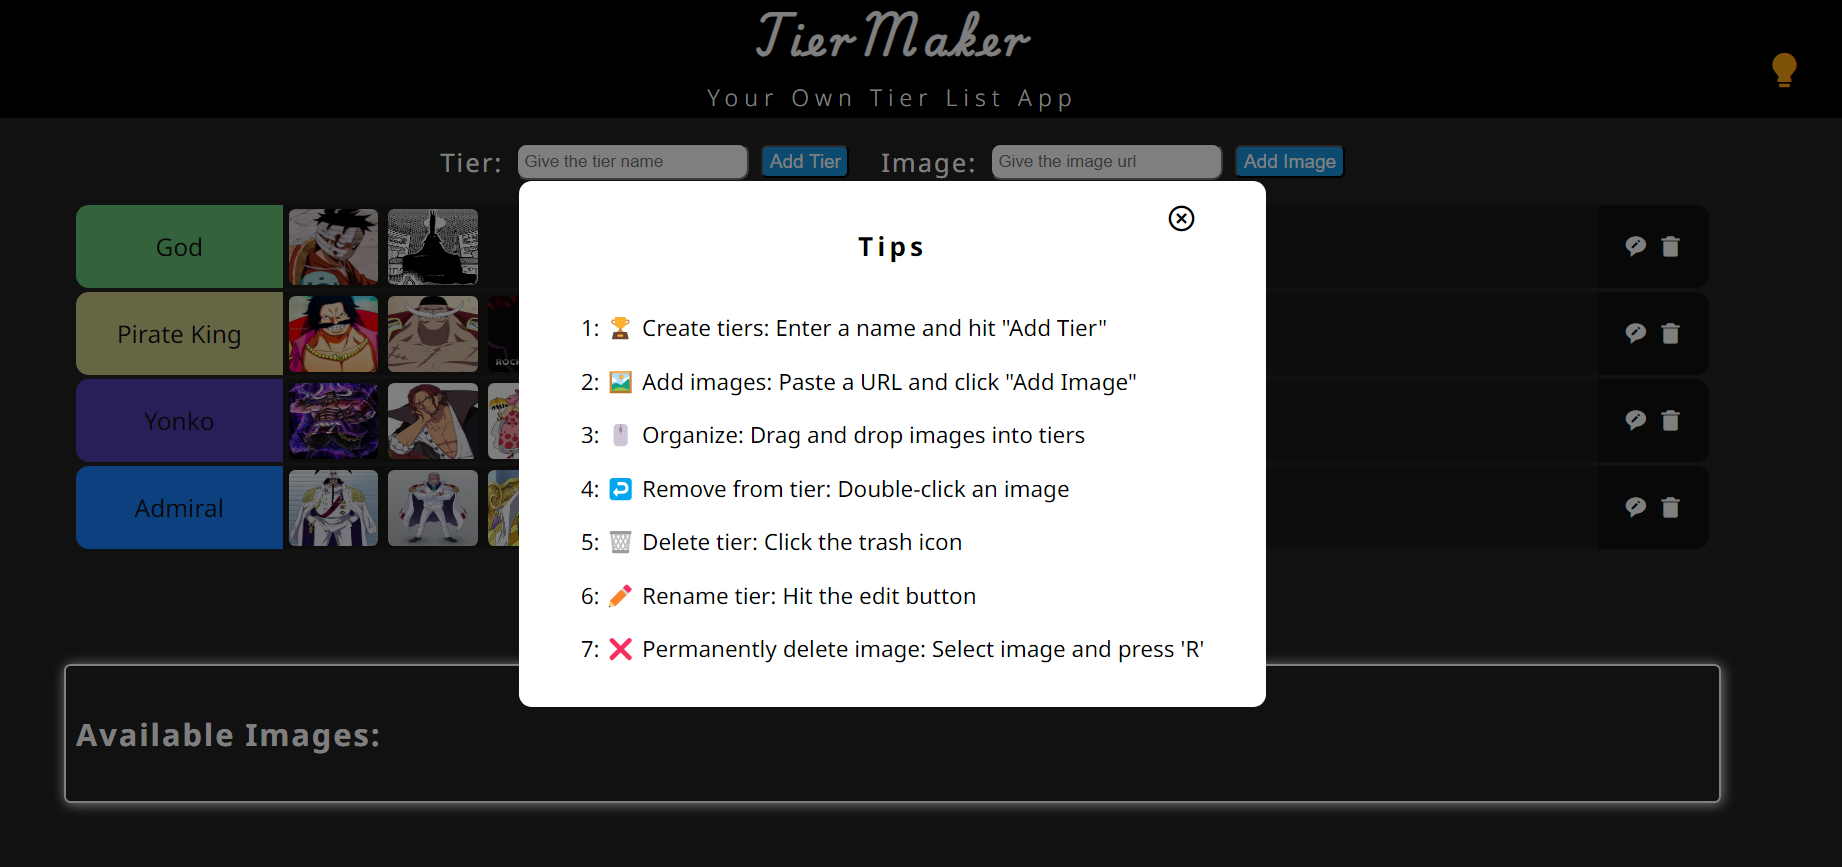 TierMaker
Your Own Tier List App
Tier: Give the tier name Add Tier Image: Give the image url Add Image
God
Pirate King
Yonko
Admiral
Tips
1: 🏆 Create tiers: Enter a name and hit "Add Tier"
2: 🖼️ Add images: Paste a URL and click "Add Image"
3: 🖱️ Organize: Drag and drop images into tiers
4: ↩️ Remove from tier: Double-click an image
5: 🗑️ Delete tier: Click the trash icon
6: ✏️ Rename tier: Hit the edit button
7: ❌ Permanently delete image: Select image and press 'R'
Available Images: